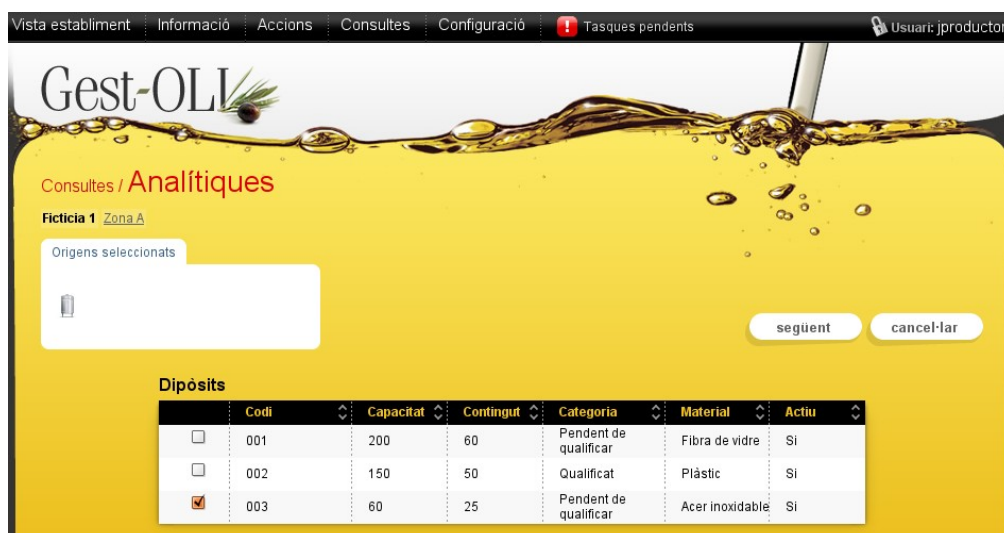 Vista establiment Informació Accions Consultes Configuració ! Tasques pendents Usuari: jproductor
Gest-OLI
Consultes / Analítiques
Ficticia 1 Zona A
Origens seleccionats
següent cancel·lar
Dipòsits
Codi Capacitat Contingut Categoria Material Actiu
001 200 60 Pendent de qualificar Fibra de vidre Si
002 150 50 Qualificat Plàstic Si
003 60 25 Pendent de qualificar Acer inoxidable Si